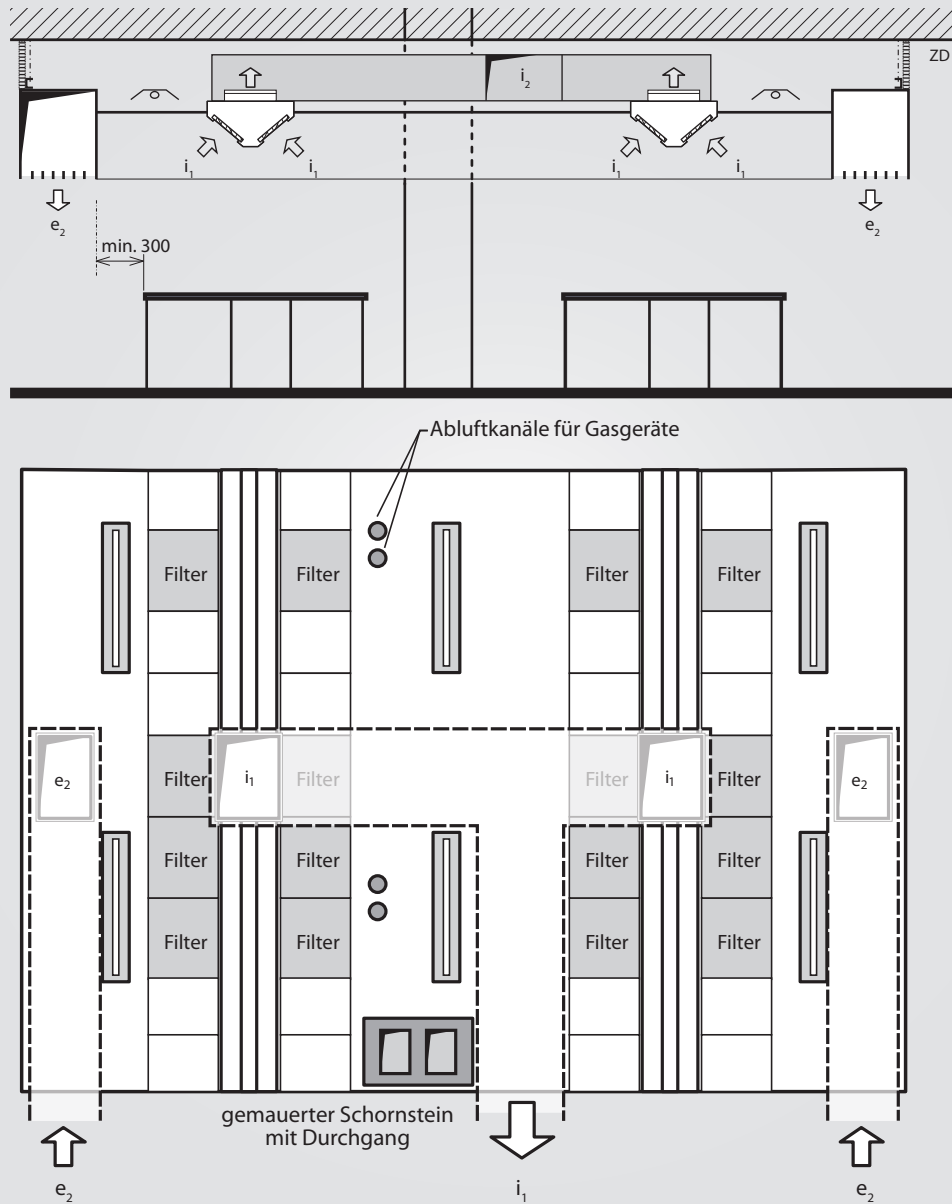 ZD
i₂
i₁ i₁ i₁ i₁
e₂ e₂
min. 300
Abluftkanäle für Gasgeräte
Filter Filter Filter Filter
e₂ Filter i₁ Filter Filter i₁ Filter e₂
Filter Filter Filter Filter
Filter Filter Filter Filter
gemauerter Schornstein
mit Durchgang
e₂ i₁ e₂